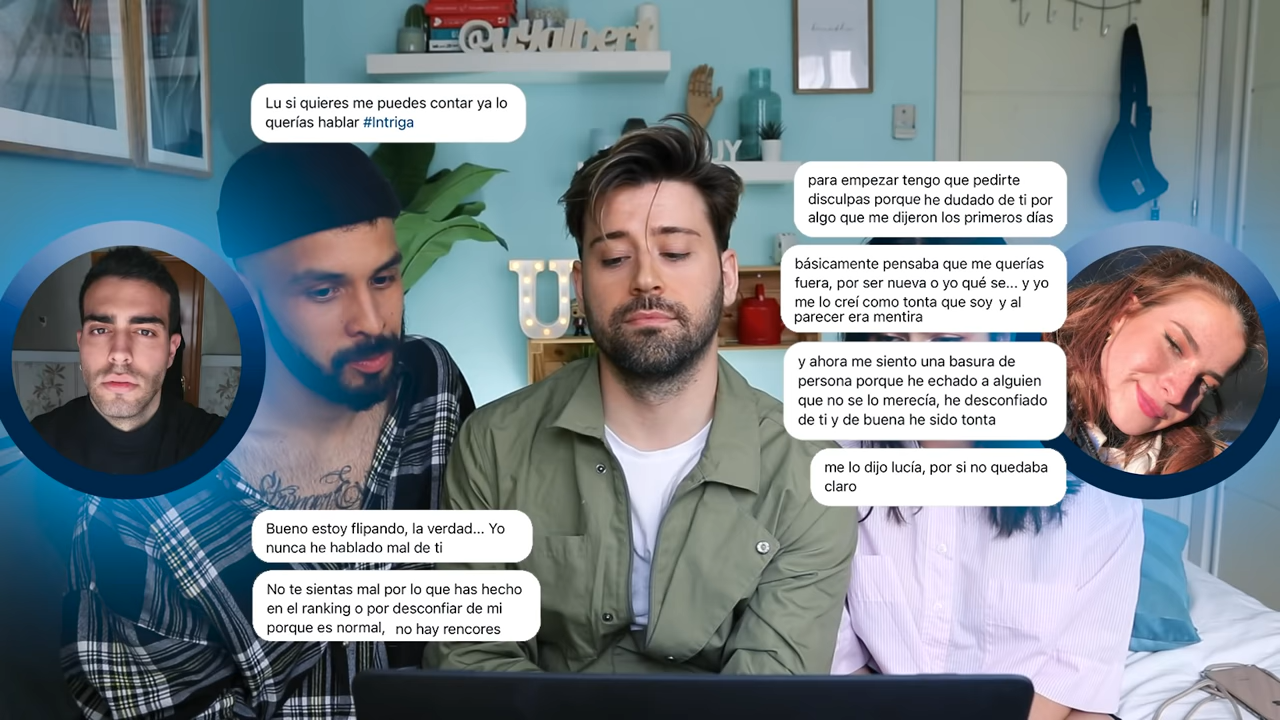 @uyalbert
Lu si quieres me puedes contar ya lo
querías hablar #Intriga
UY
para empezar tengo que pedirte
disculpas porque he dudado de ti por
algo que me dijeron los primeros días
básicamente pensaba que me querías
fuera, por ser nueva o yo qué se... y yo
me lo creí como tonta que soy y al
parecer era mentira
U
y ahora me siento una basura de
persona porque he echado a alguien
que no se lo merecía, he desconfiado
de ti y de buena he sido tonta
me lo dijo lucía, por si no quedaba
claro
Bueno estoy flipando, la verdad... Yo
nunca he hablado mal de ti
No te sientas mal por lo que has hecho
en el ranking o por desconfiar de mi
porque es normal, no hay rencores